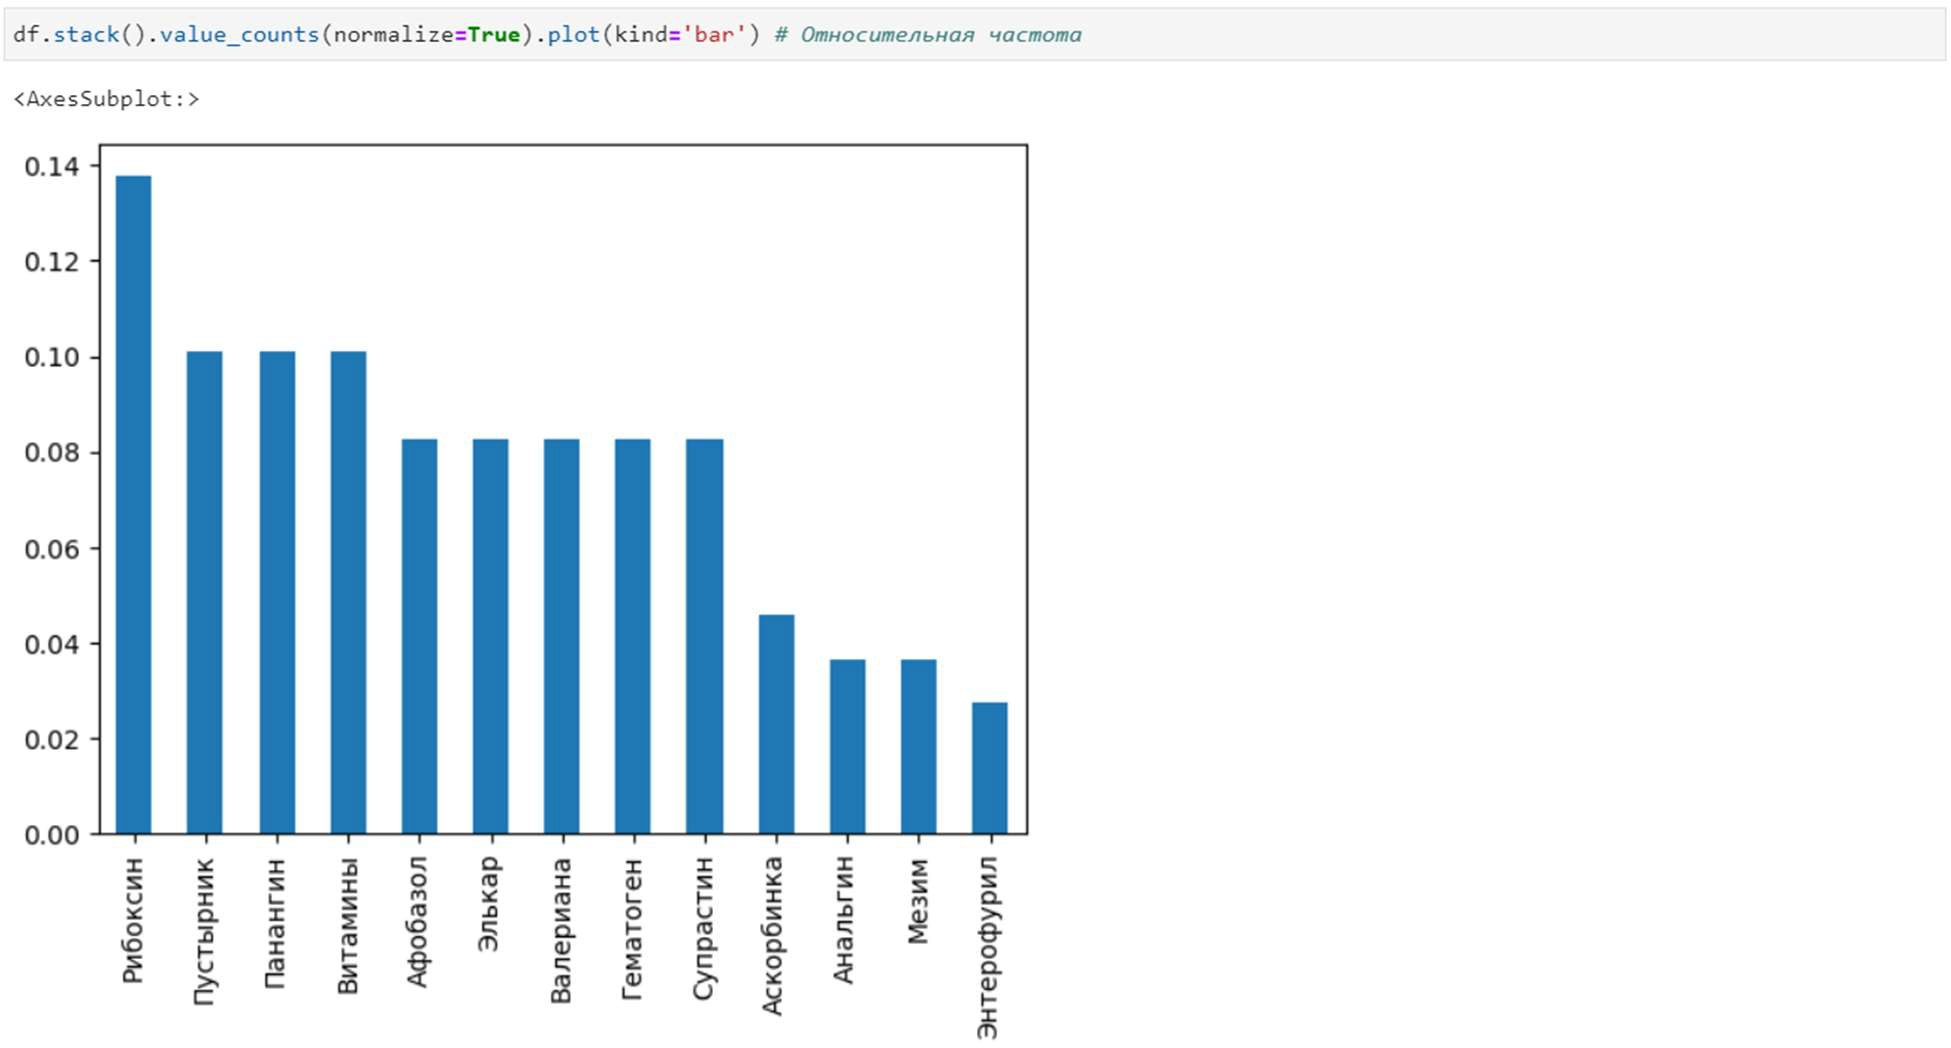 df.stack().value_counts(normalize=True).plot(kind='bar') # Относительная частота
<AxesSubplot:>
0.14
0.12
0.10
0.08
0.06
0.04
0.02
0.00
Рибоксин
Пустырник
Панангин
Витамины
Афобазол
Элькар
Валериана
Гематоген
Супрастин
Аскорбинка
Анальгин
Мезим
Энтерофурил